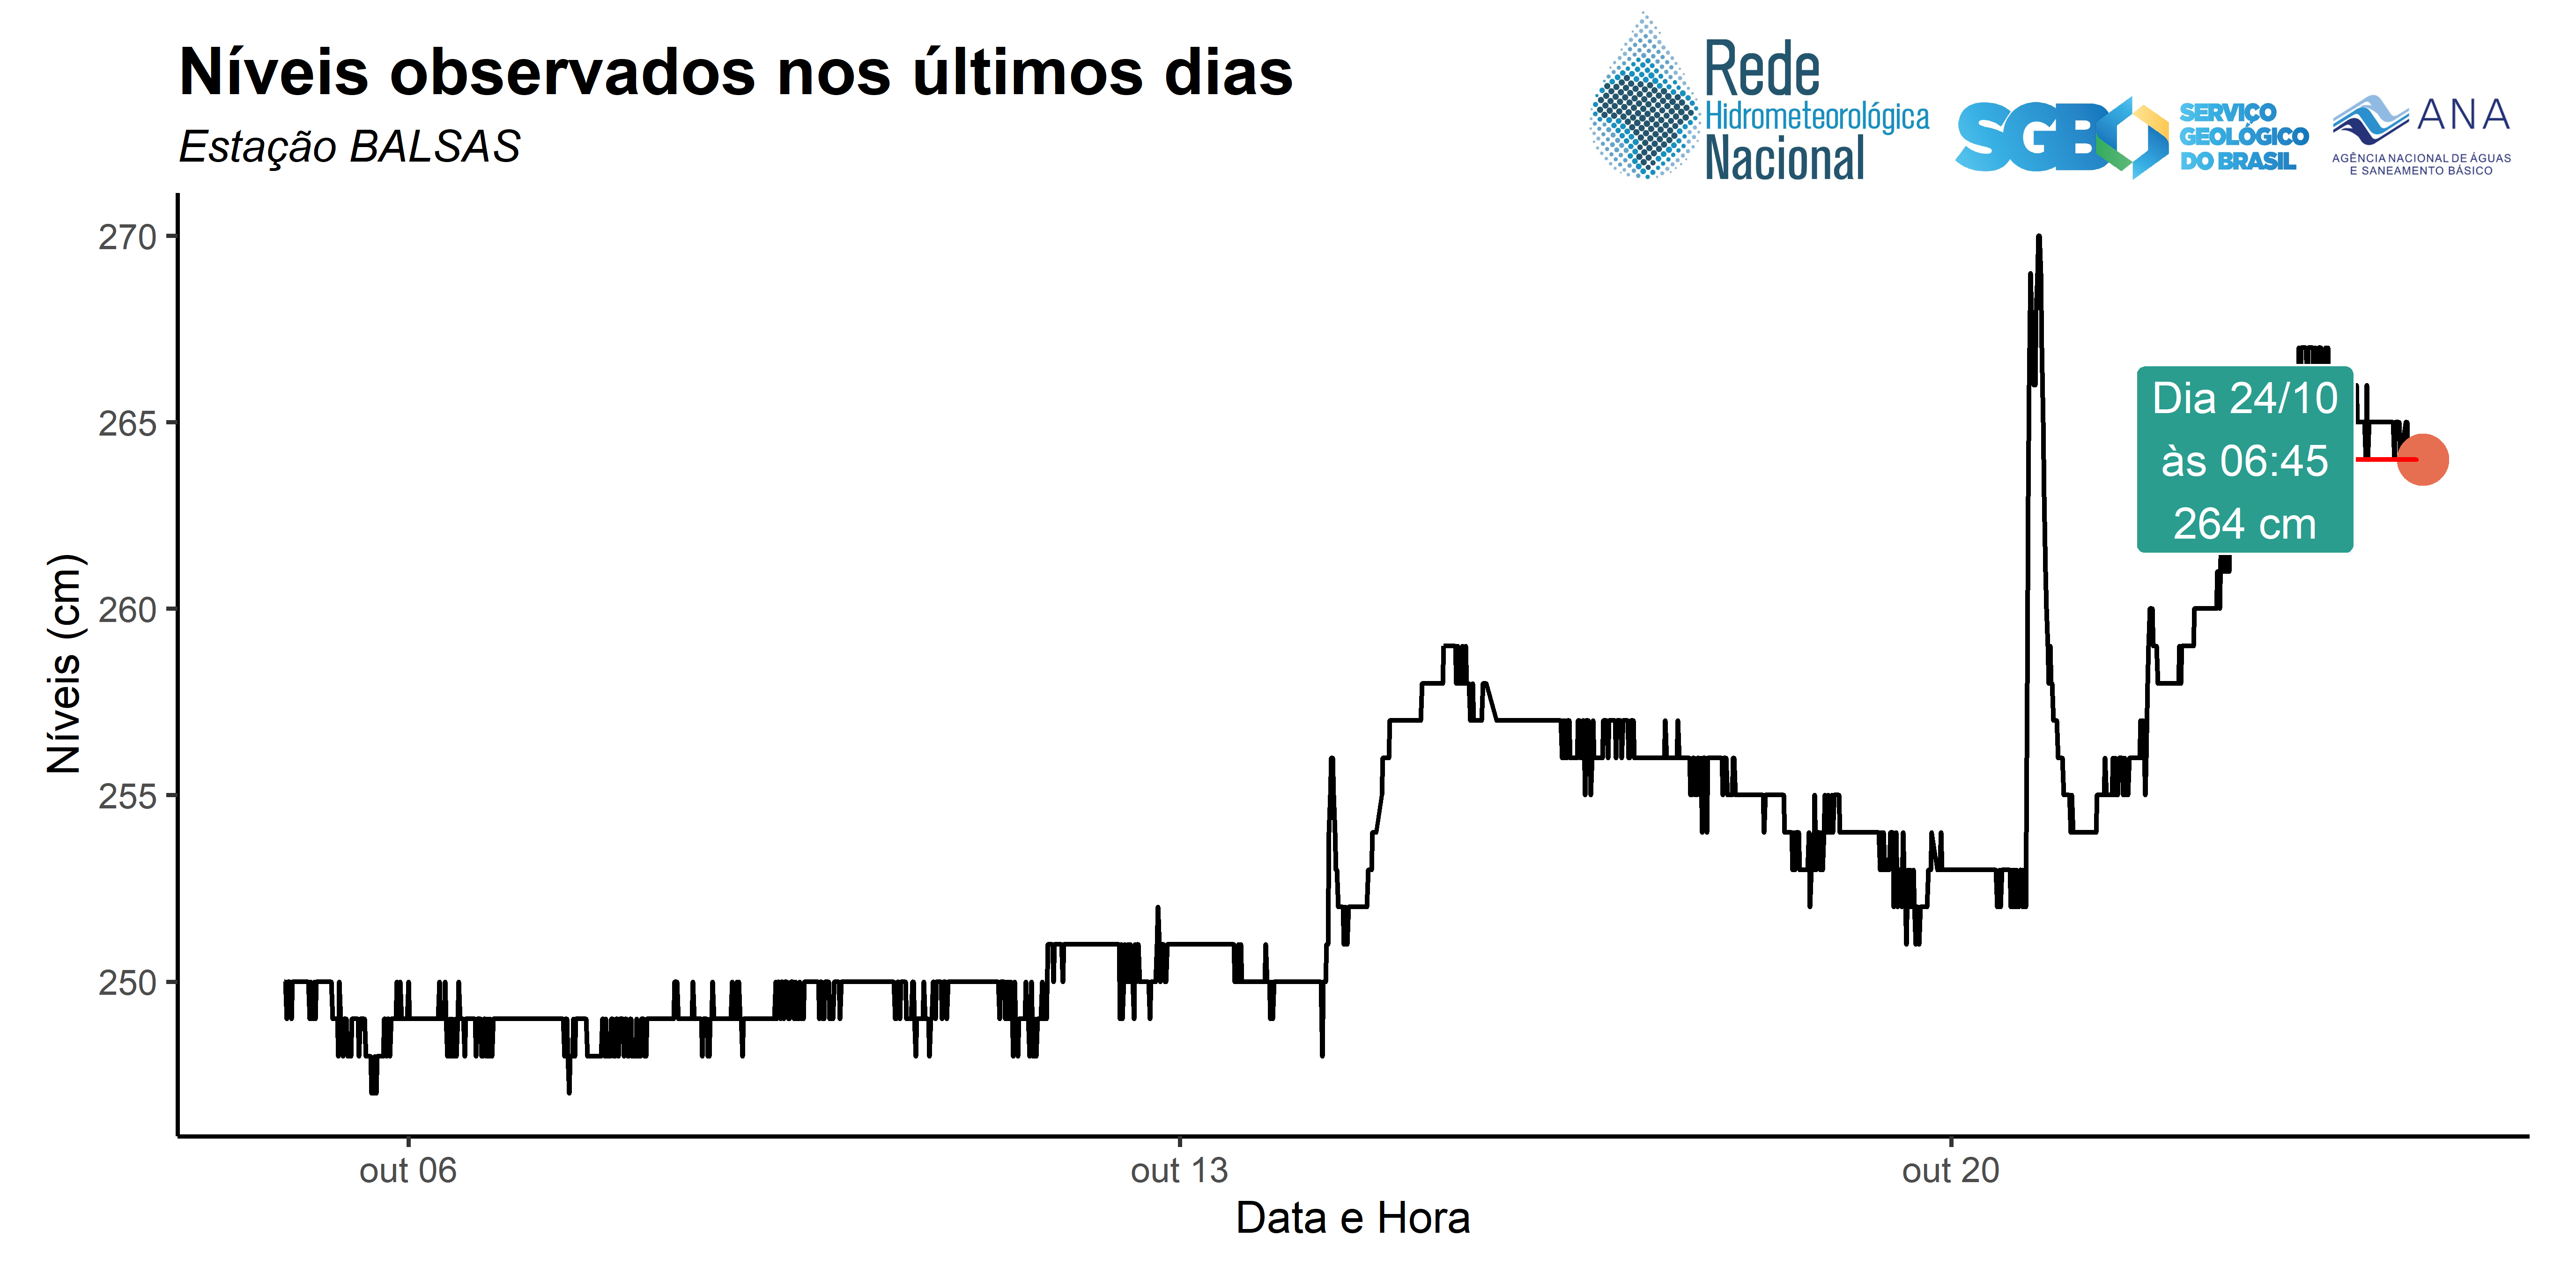 Níveis observados nos últimos dias
Estação BALSAS
Rede
Hidrometeorológica
Nacional
SGB
SERVIÇO
GEOLÓGICO
DO BRASIL
ANA
AGÊNCIA NACIONAL DE ÁGUAS
E SANEAMENTO BÁSICO
Níveis (cm)
270
265
260
255
250
Dia 24/10
às 06:45
264 cm
out 06
out 13
out 20
Data e Hora